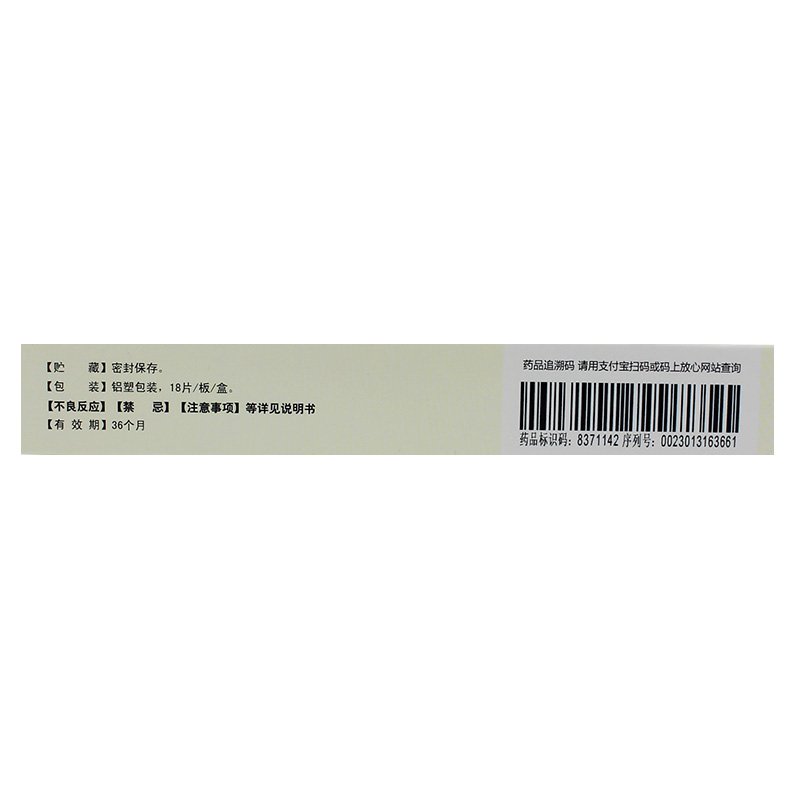 【贮　　藏】密封保存。
【包　　装】铝塑包装，18片/板/盒。
【不良反应】【禁　　忌】【注意事项】等详见说明书
【有 效 期】36个月
药品追溯码 请用支付宝扫码或码上放心网站查询
药品标识码：8371142 序列号：0023013163661